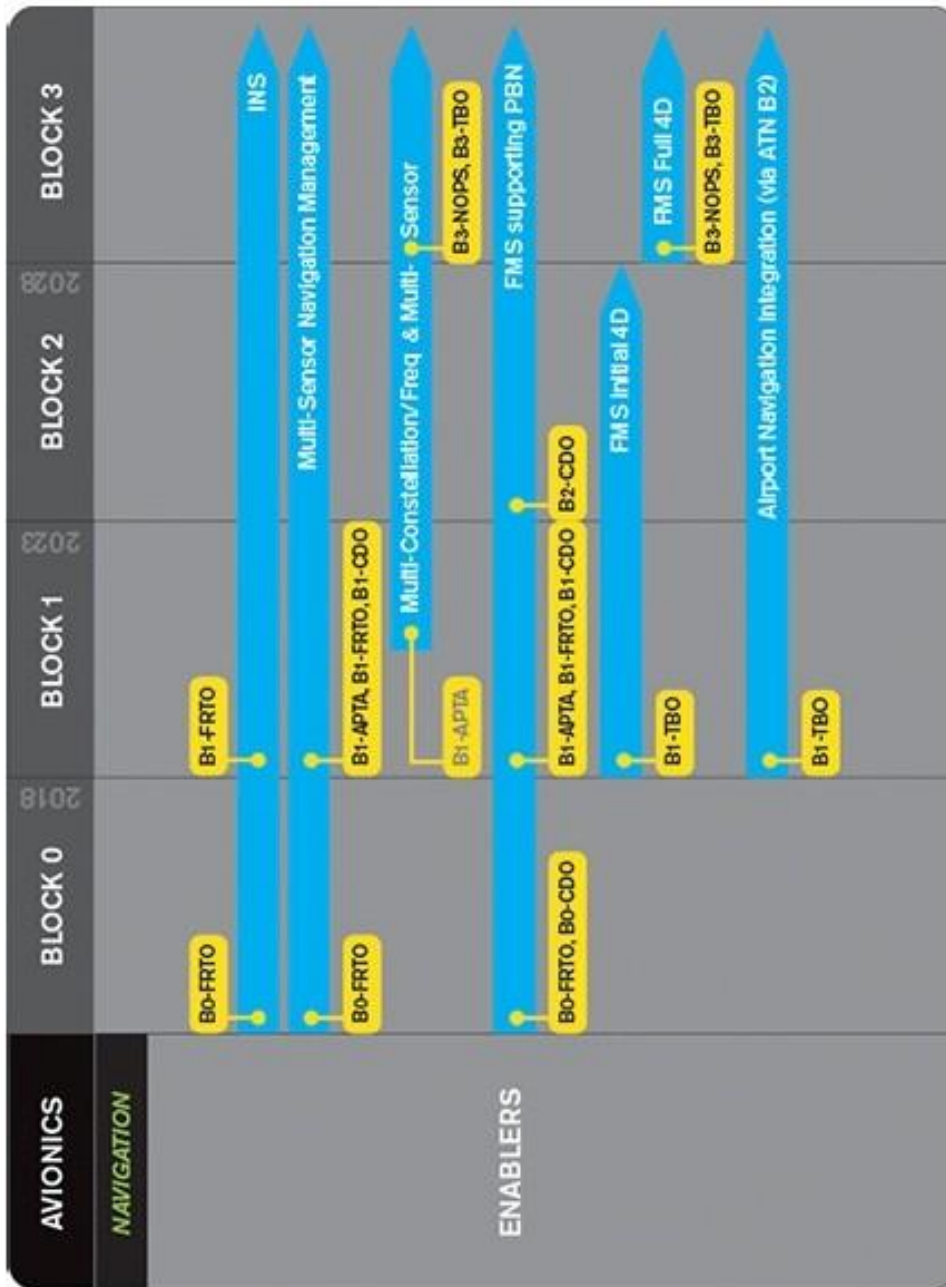 AVIONICS
BLOCK 0
2018
BLOCK 1
2023
BLOCK 2
2028
BLOCK 3
NAVIGATION
ENABLERS
B0-FRTO
B1-FRTO
INS
Multi-Sensor Navigation Management
B0-FRTO
B1-APTA, B1-FRTO, B1-CDO
Multi-Constellation/Freq & Multi-Sensor
B1-APTA
B3-NOPS, B3-TBO
FMS supporting PBN
B0-FRTO, B0-CDO
B1-APTA, B1-FRTO, B1-CDO
B2-CDO
FMS Initial 4D
B1-TBO
FMS Full 4D
B3-NOPS, B3-TBO
Airport Navigation Integration (via ATN B2)
B1-TBO